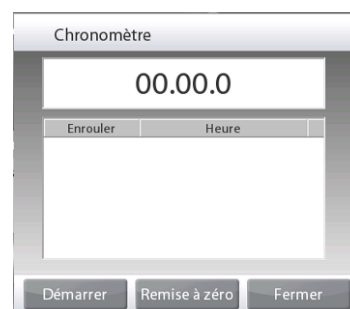 Chronomètre
00.00.0
Enrouler Heure
Démarrer Remise à zéro Fermer